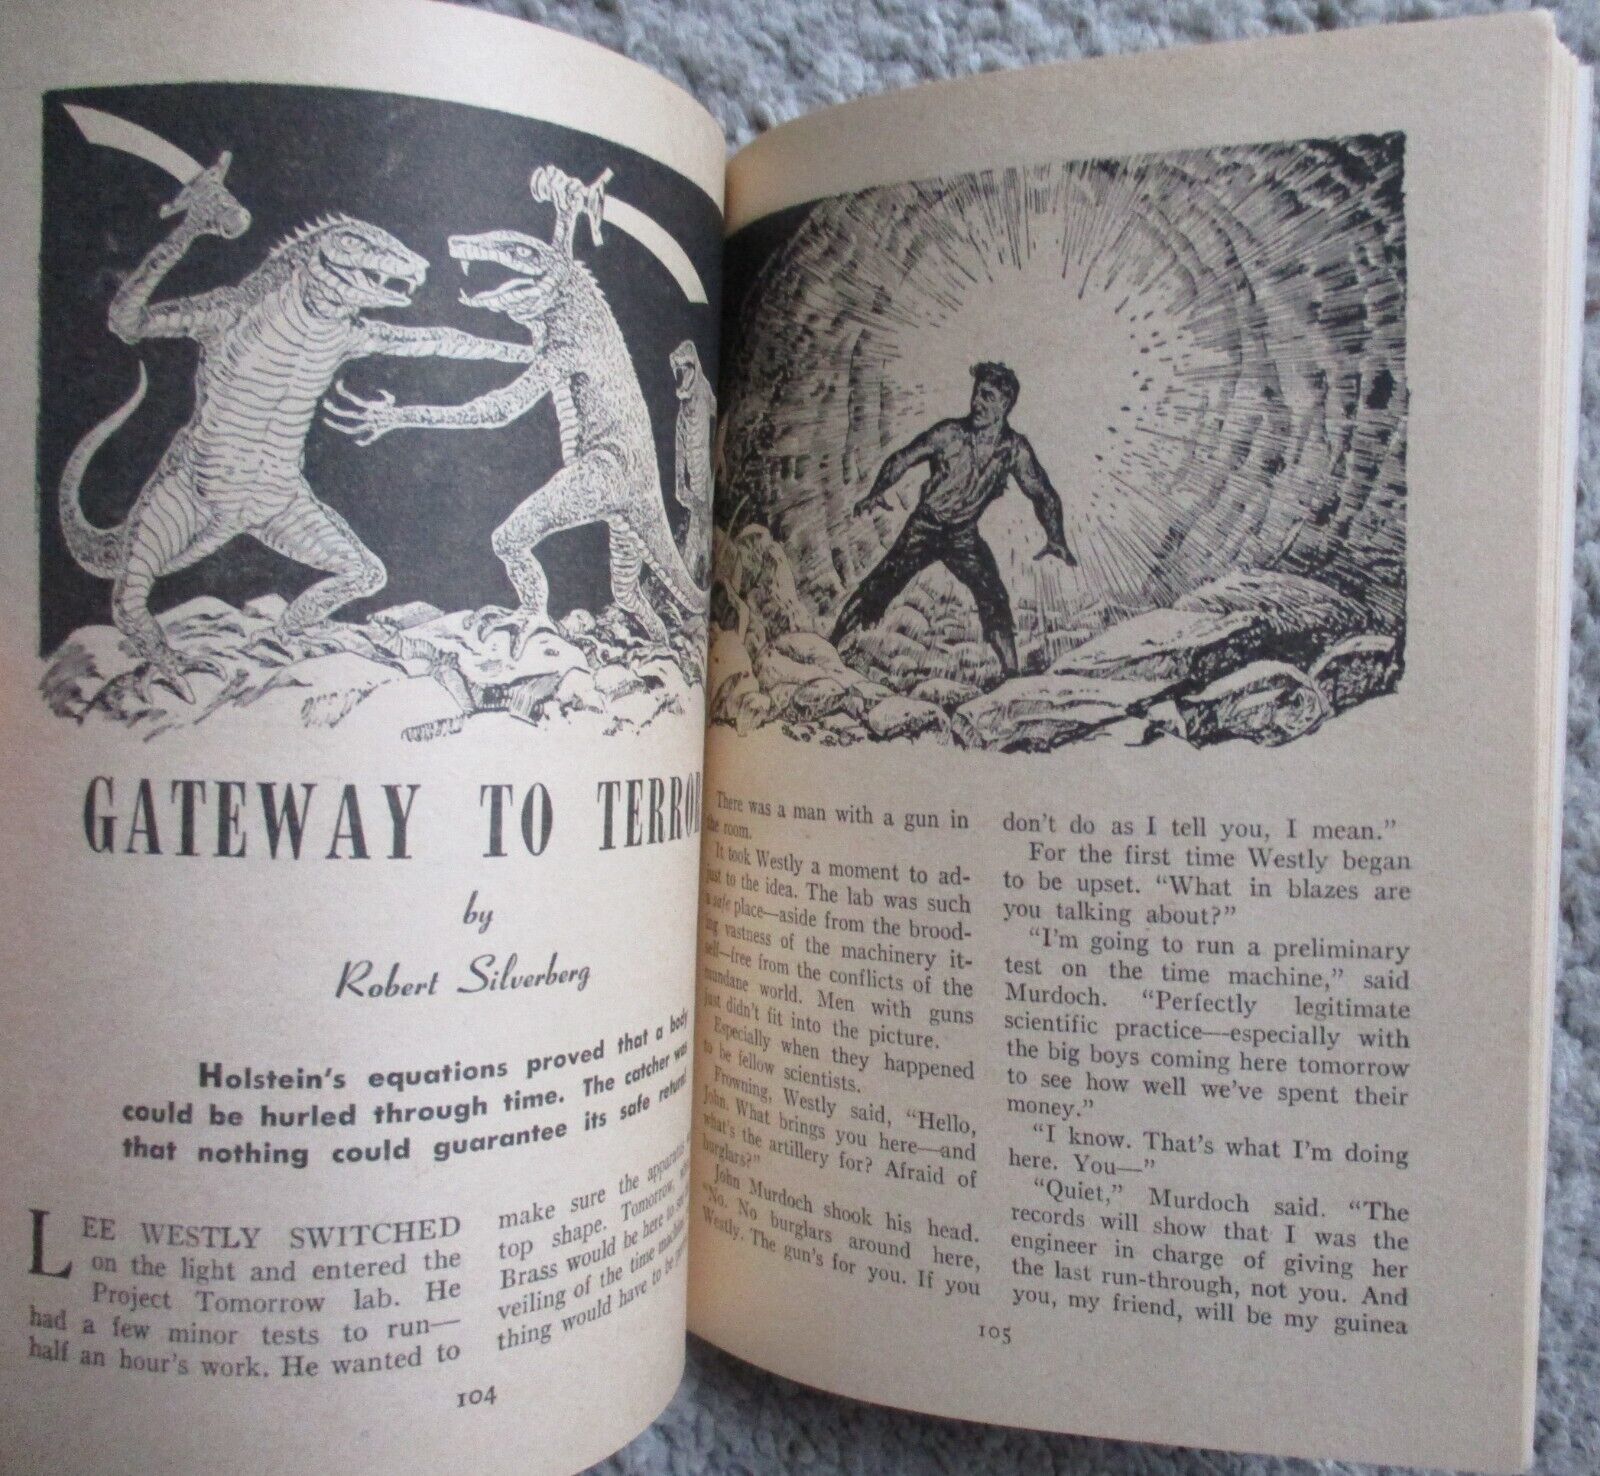 GATEWAY TO TERROR
by
Robert Silverberg
Holstein's equations proved that a body
could be hurled through time. The catcher was
that nothing could guarantee its safe return!
LEE WESTLY SWITCHED
on the light and entered the
Project Tomorrow lab. He
had a few minor tests to run—
half an hour's work. He wanted to
make sure the apparatus
top shape. Tomorrow,
Brass would be here to see
veiling of the time machine
thing would have to be
104
There was a man with a gun in
the room.
It took Westly a moment to ad-
just to the idea. The lab was such
a safe place—aside from the brood-
ing vastness of the machinery it-
self—free from the conflicts of the
mundane world. Men with guns
just didn't fit into the picture.
Especially when they happened
to be fellow scientists.
Frowning, Westly said, "Hello,
John. What brings you here—and
what's the artillery for? Afraid of
burglars?"
John Murdoch shook his head.
"No. No burglars around here,
Westly. The gun's for you. If you
don't do as I tell you, I mean."
For the first time Westly began
to be upset. "What in blazes are
you talking about?"
"I'm going to run a preliminary
test on the time machine," said
Murdoch. "Perfectly legitimate
scientific practice—especially with
the big boys coming here tomorrow
to see how well we've spent their
money."
"I know. That's what I'm doing
here. You—"
"Quiet," Murdoch said. "The
records will show that I was the
engineer in charge of giving her
the last run-through, not you. And
you, my friend, will be my guinea
105